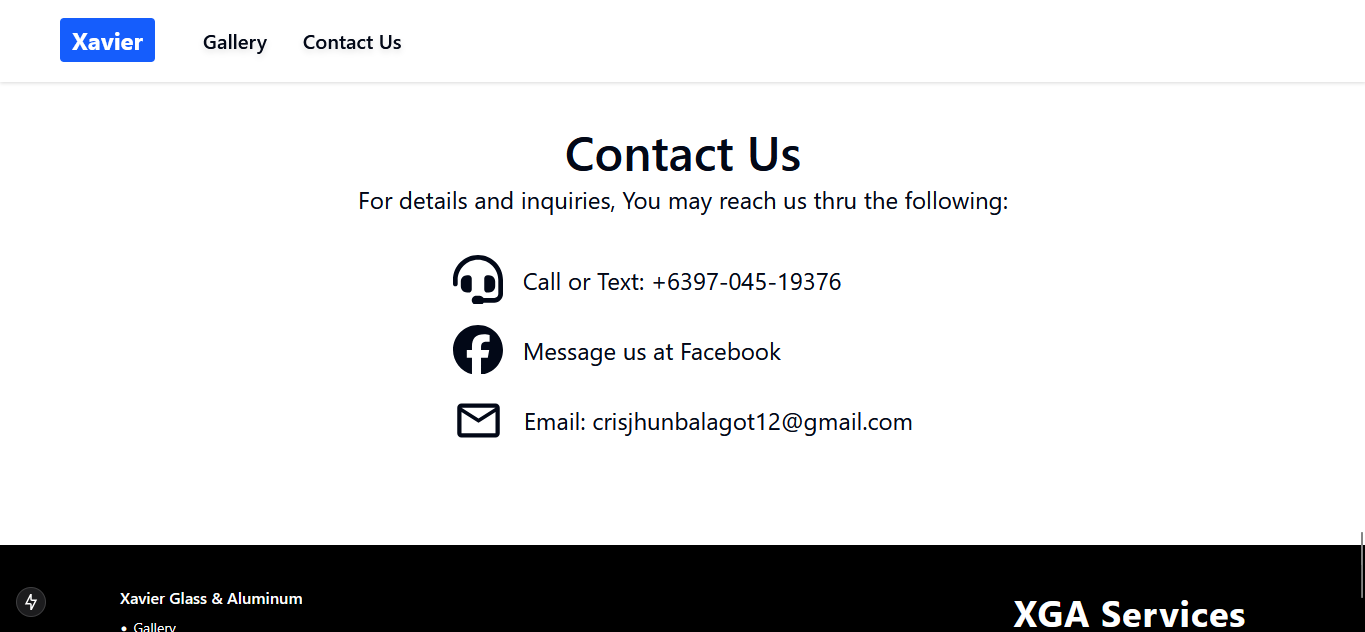 Xavier Gallery Contact Us
Contact Us
For details and inquiries, You may reach us thru the following:
Call or Text: +6397-045-19376
Message us at Facebook
Email: crisjhunbalagot12@gmail.com
Xavier Glass & Aluminum
• Gallery
XGA Services